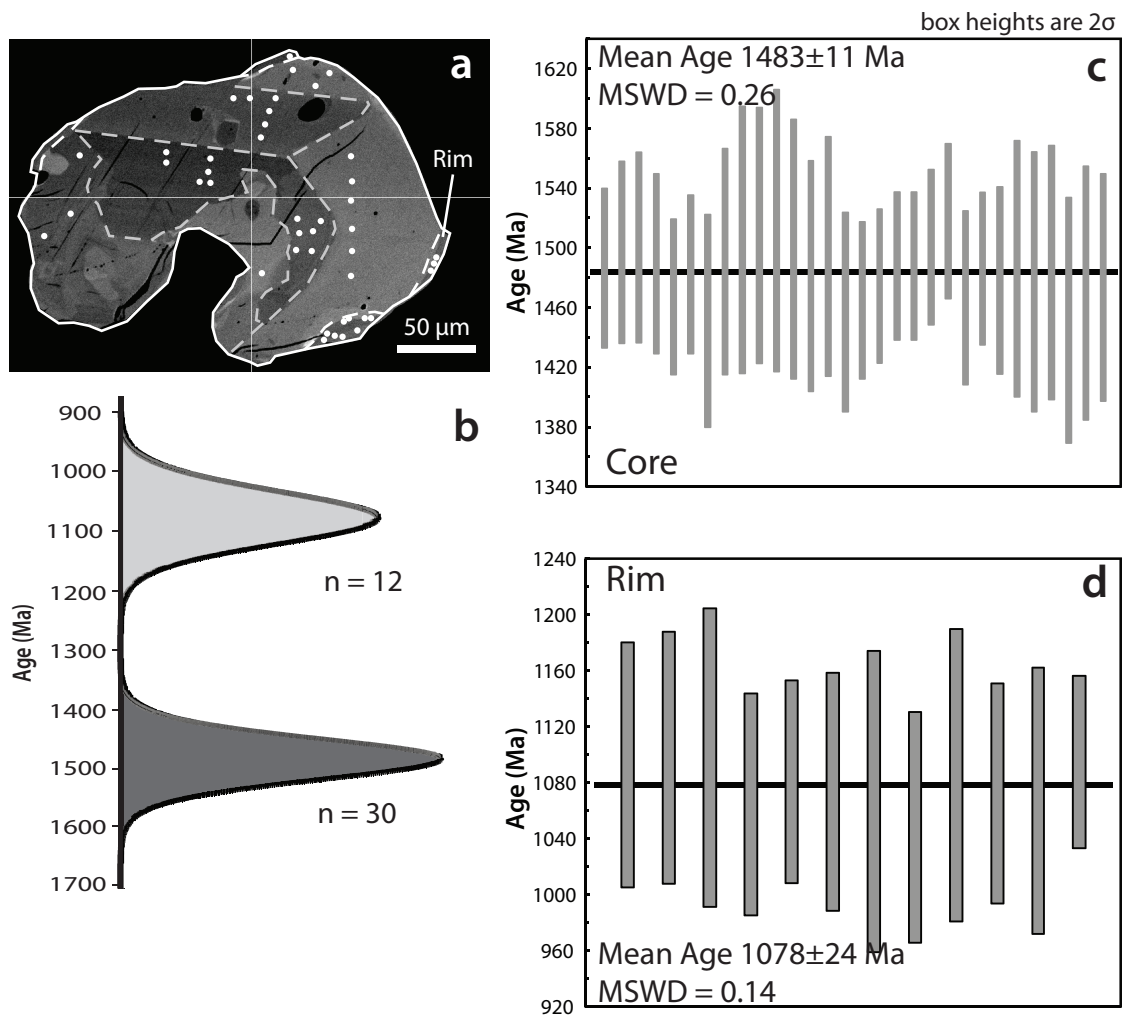 box heights are 2σ
a
Rim
50 µm
b
900
1000
1100
1200
1300
1400
1500
1600
1700
Age (Ma)
n = 12
n = 30
Mean Age 1483±11 Ma
MSWD = 0.26
c
1620
1580
1540
1500
1460
1420
1380
1340
Age (Ma)
Core
Rim
d
1240
1200
1160
1120
1080
1040
1000
960
920
Age (Ma)
Mean Age 1078±24 Ma
MSWD = 0.14